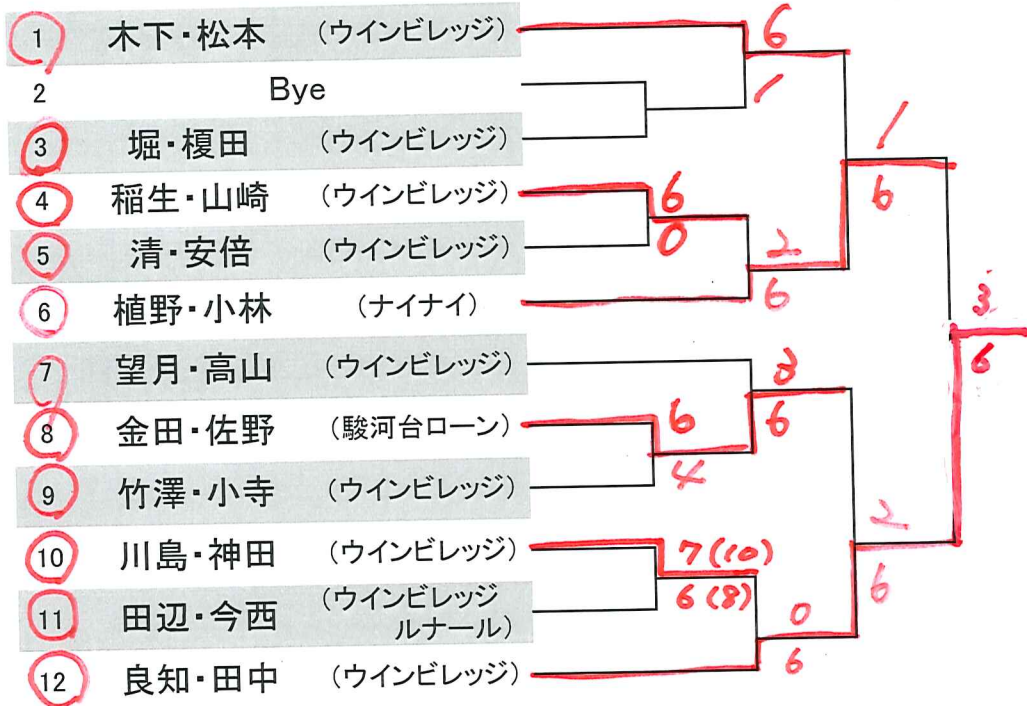 1 木下・松本 (ウインビレッジ) 6
2 Bye 1
1
3 堀・榎田 (ウインビレッジ)
4 稲生・山崎 (ウインビレッジ) 6 6
5 清・安倍 (ウインビレッジ) 0 2
6 植野・小林 (ナイナイ) 6
3
7 望月・高山 (ウインビレッジ) 3 6
8 金田・佐野 (駿河台ローン) 6 6
9 竹澤・小寺 (ウインビレッジ) 4
2
10 川島・神田 (ウインビレッジ) 7(10)
6(8) 6
11 田辺・今西 (ウインビレッジ
ルナール) 0
12 良知・田中 (ウインビレッジ) 6